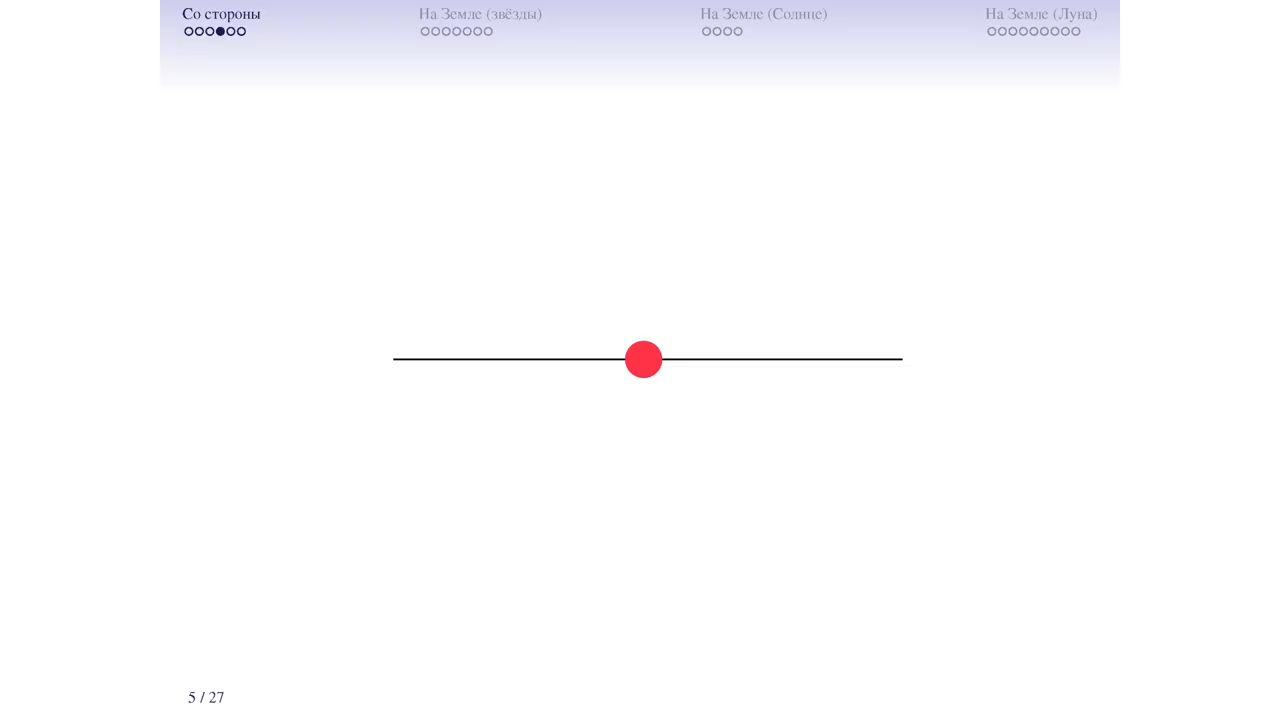 Со стороны
На Земле (звёзды)
На Земле (Солнце)
На Земле (Луна)
5 / 27